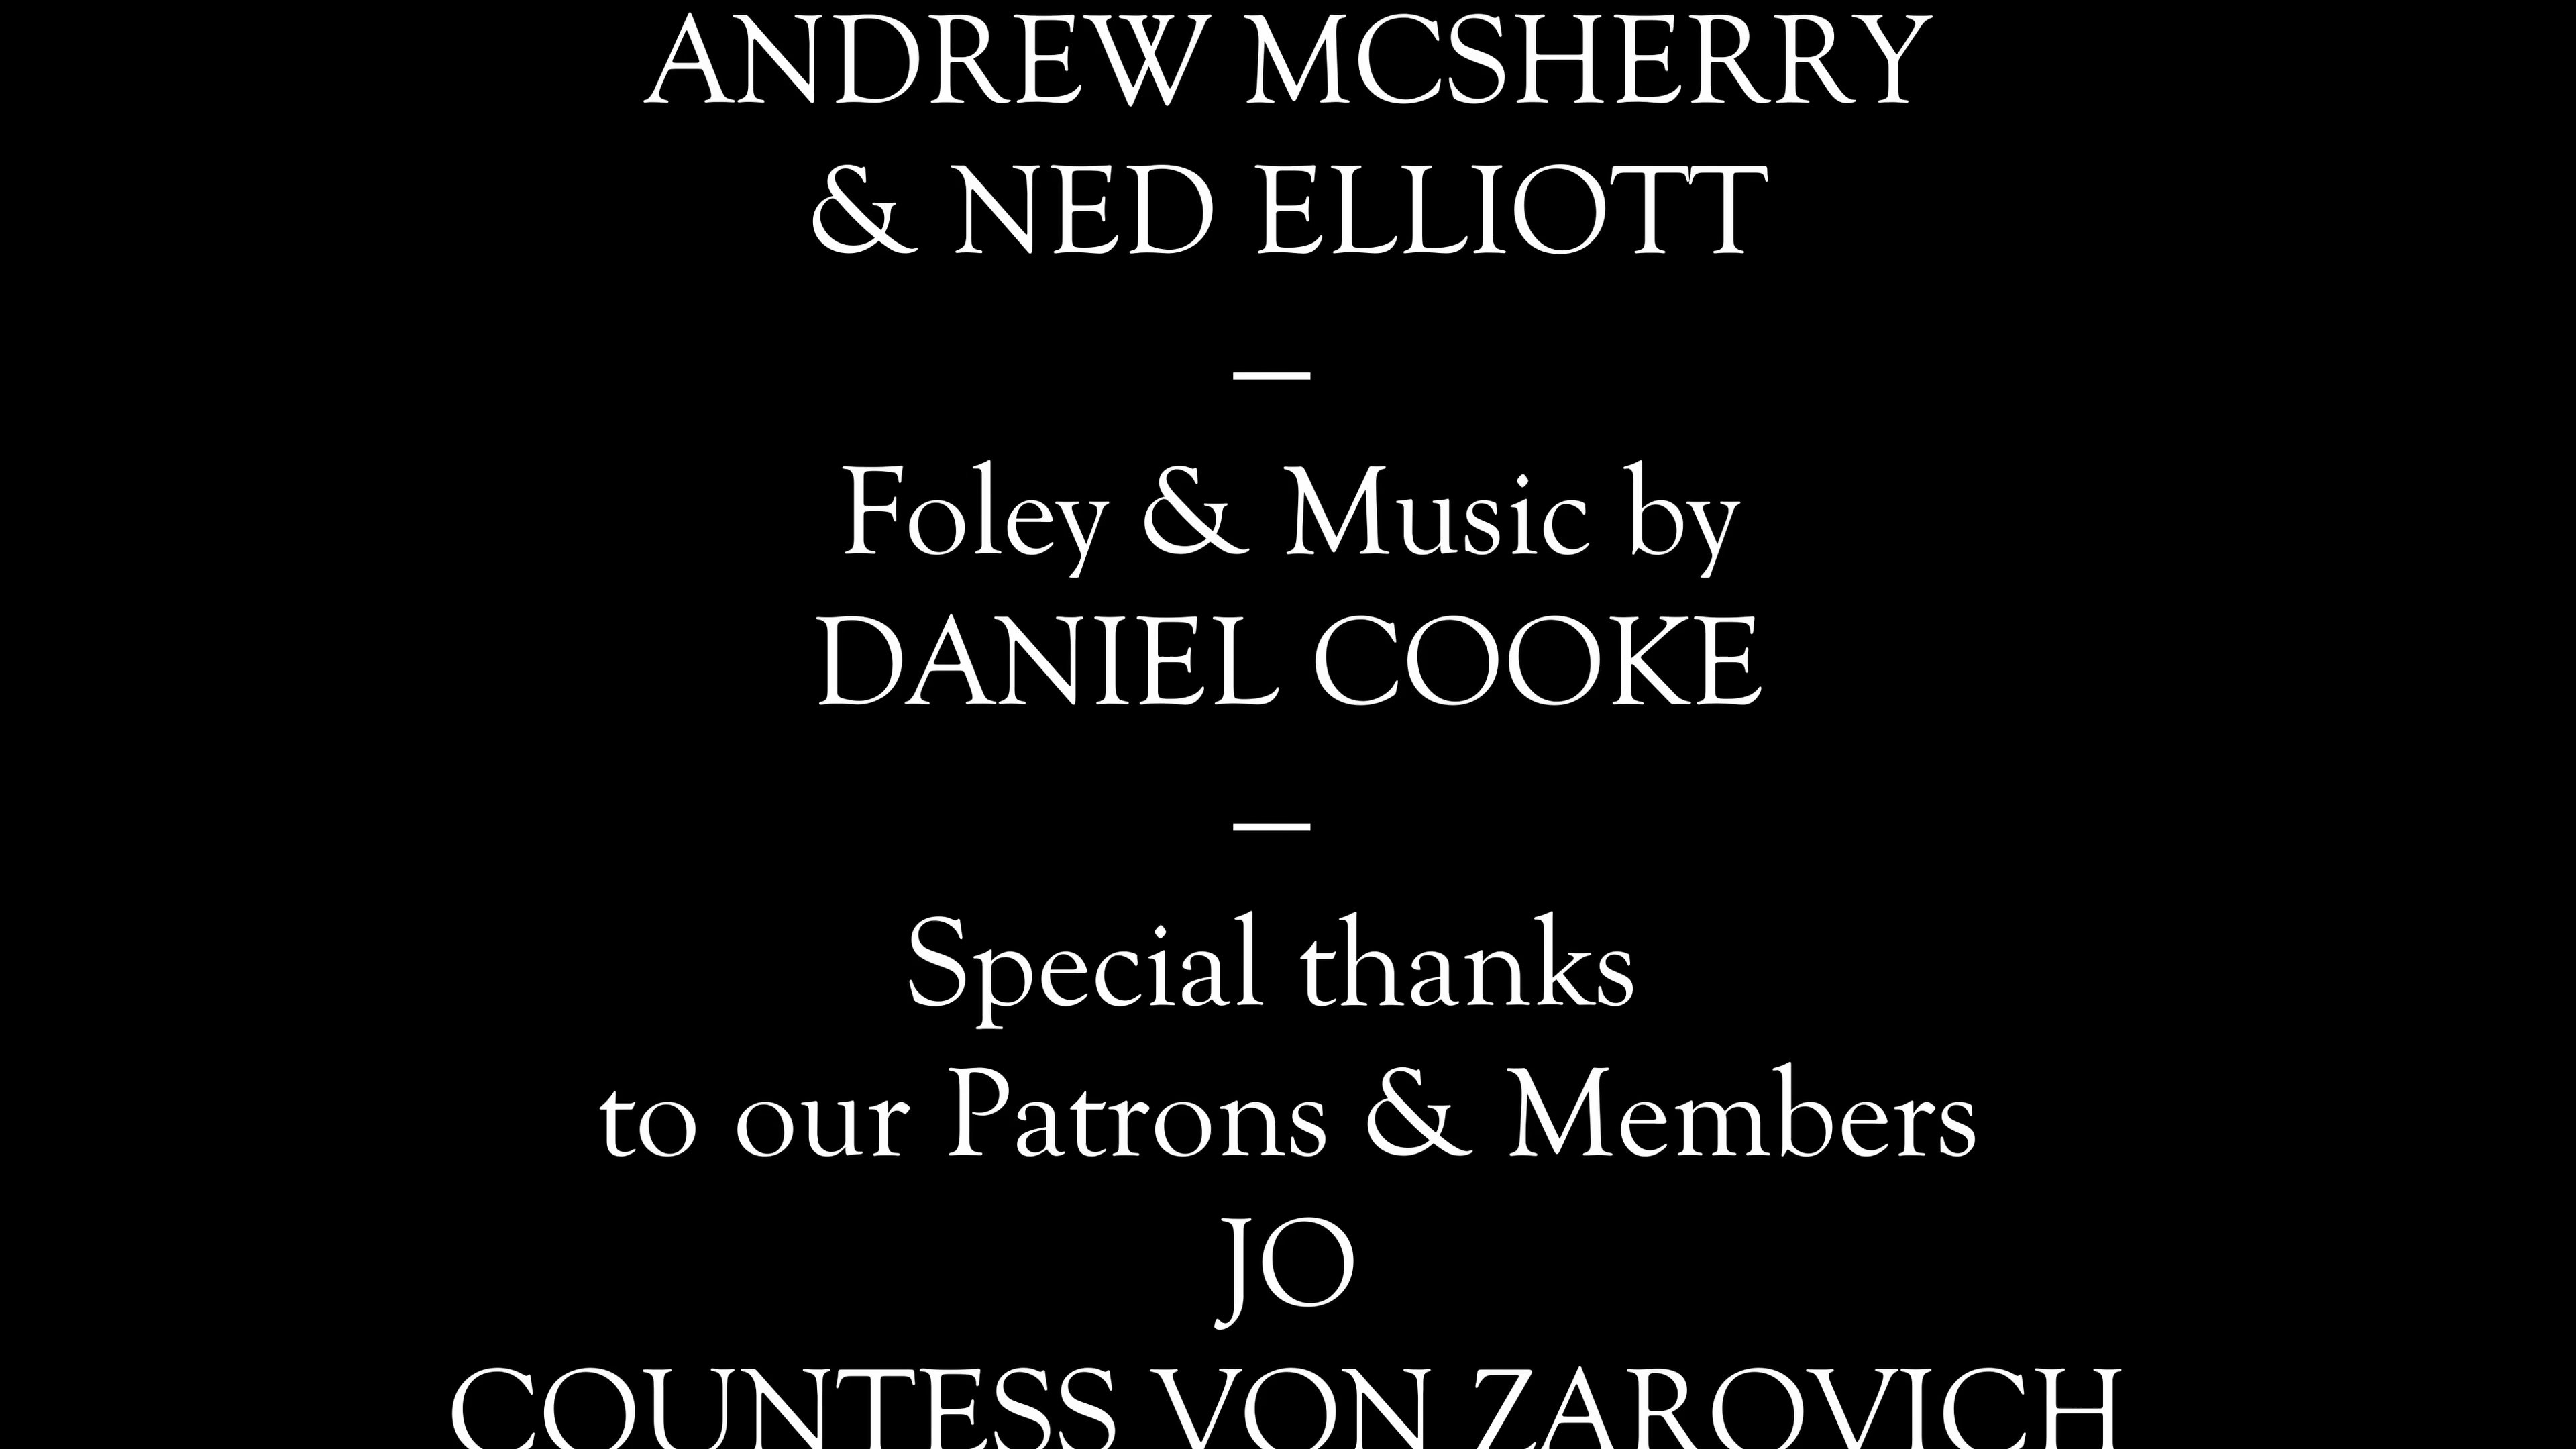 ANDREW MCSHERRY
& NED ELLIOTT
—
Foley & Music by
DANIEL COOKE
—
Special thanks
to our Patrons & Members
JO
COUNTESS VON ZAROVICH